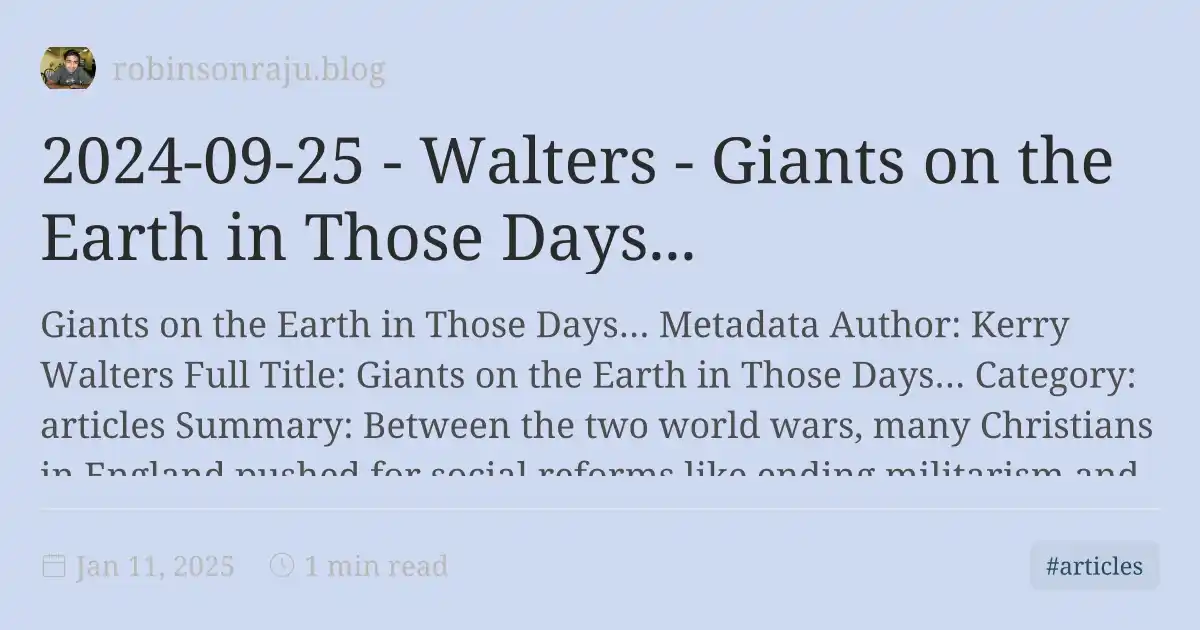 robinsonraju.blog
2024-09-25 - Walters - Giants on the
Earth in Those Days...
Giants on the Earth in Those Days... Metadata Author: Kerry
Walters Full Title: Giants on the Earth in Those Days... Category:
articles Summary: Between the two world wars, many Christians
in England pushed for social reforms like ending militarism and
Jan 11, 2025
1 min read
#articles